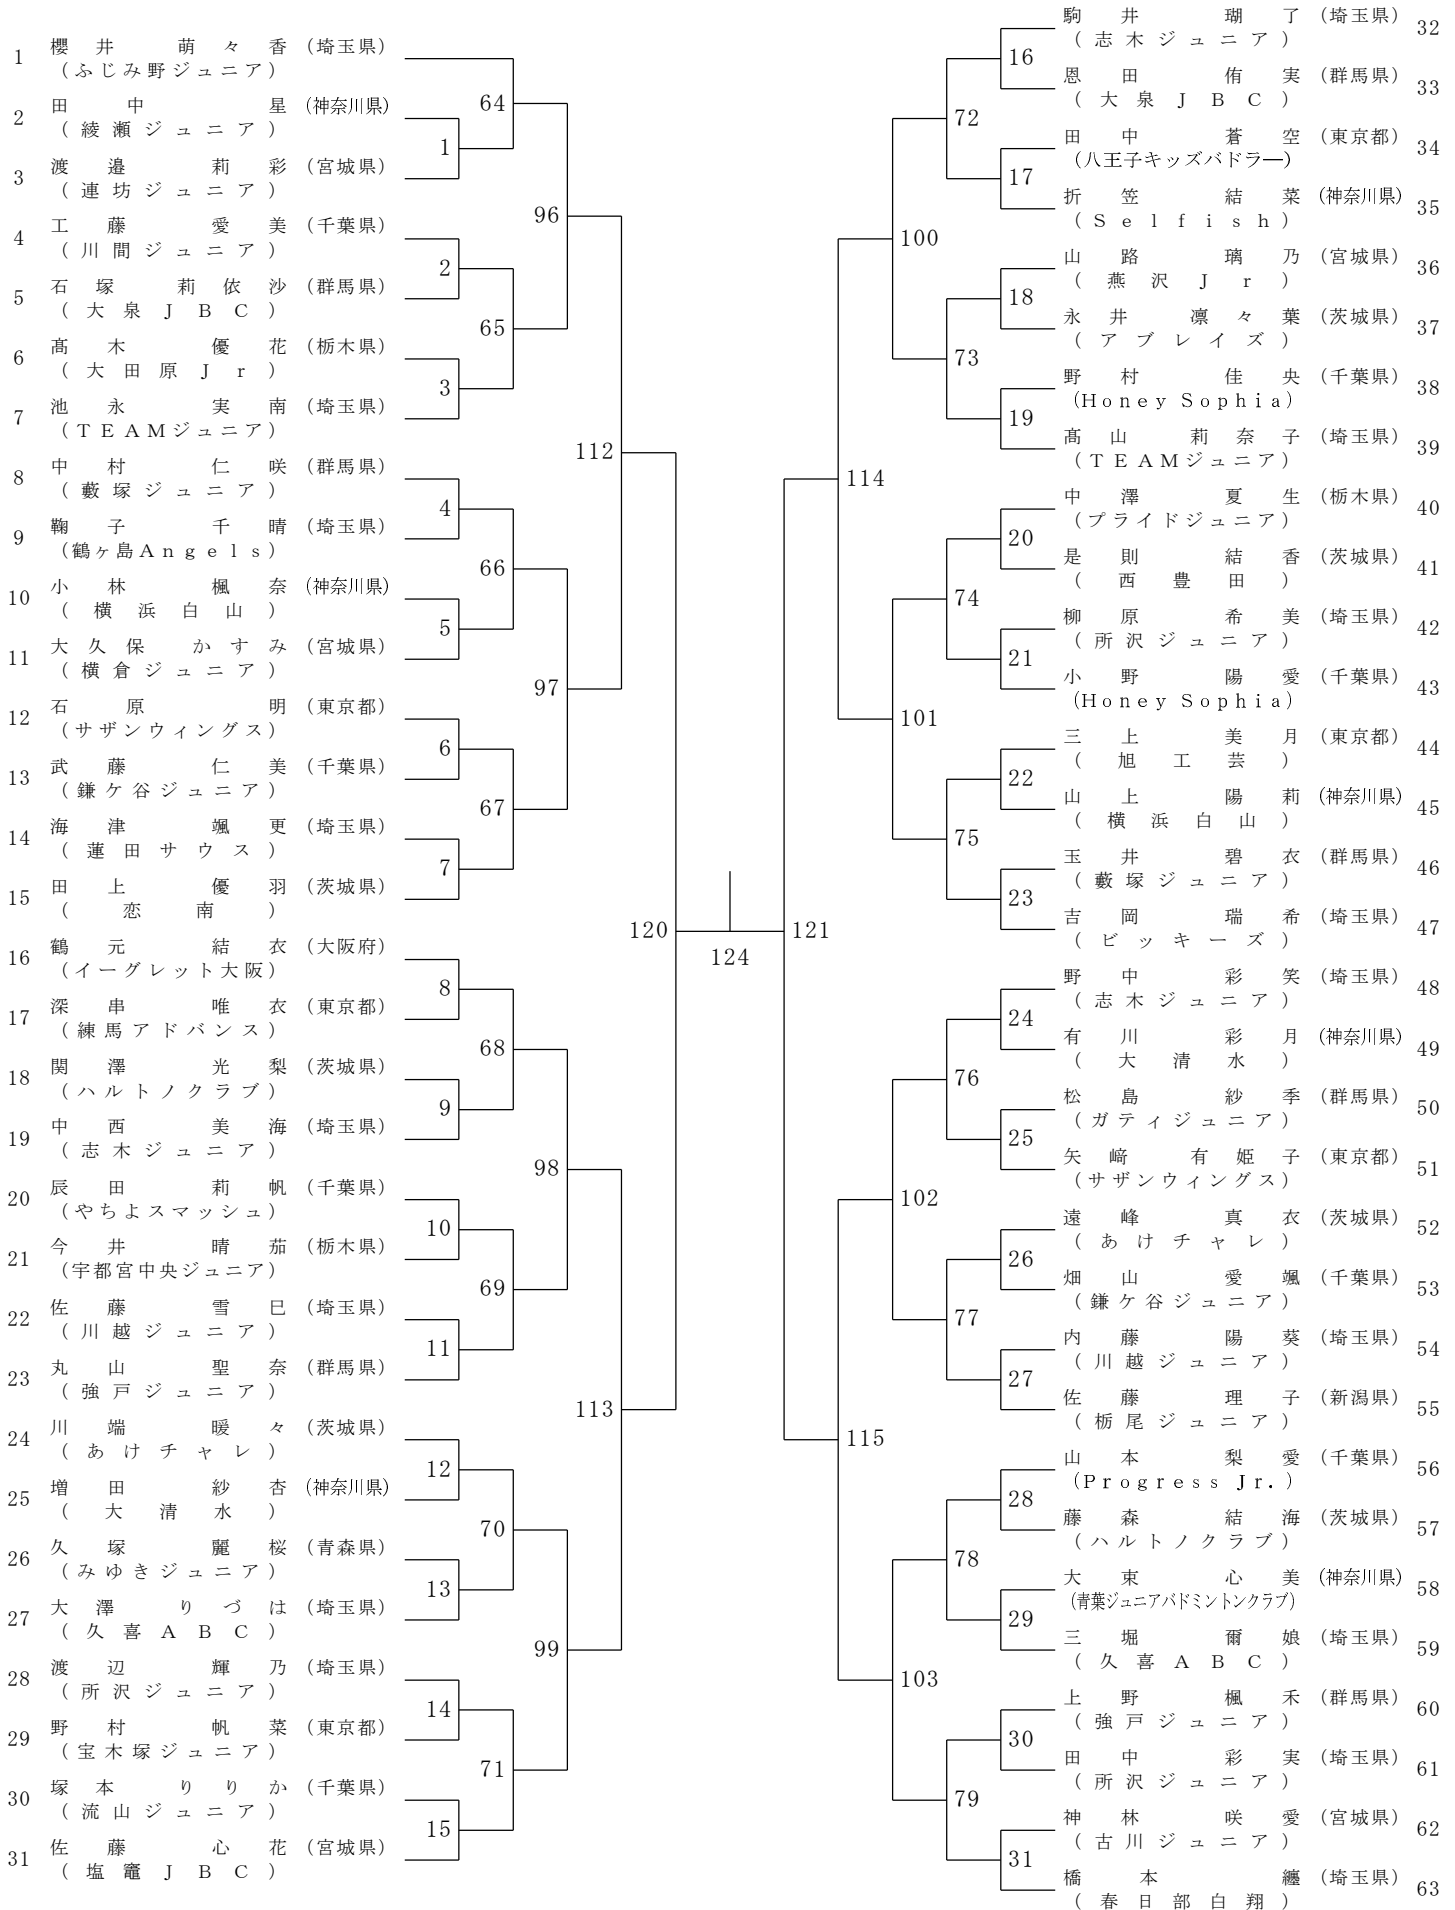 1 櫻井 萌々香 (埼玉県)
(ふじみ野ジュニア)
2 田中 星 (神奈川県)
(綾瀬ジュニア)
3 渡邉 莉彩 (宮城県)
(連坊ジュニア)
4 工藤 愛美 (千葉県)
(川間ジュニア)
5 石塚 莉依沙 (群馬県)
(大泉JBC)
6 髙木 優花 (栃木県)
(大田原Jr)
7 池永 実南 (埼玉県)
(TEAMジュニア)
8 中村 仁咲 (群馬県)
(藪塚ジュニア)
9 鞠子 千晴 (埼玉県)
(鶴ヶ島Angels)
10 小林 楓奈 (神奈川県)
(横浜白山)
11 大久保 かすみ (宮城県)
(横倉ジュニア)
12 石原 明 (東京都)
(サザンウィングス)
13 武藤 仁美 (千葉県)
(鎌ケ谷ジュニア)
14 海津 颯更 (埼玉県)
(蓮田サウス)
15 田上 優羽 (茨城県)
(恋南)
16 鶴元 結衣 (大阪府)
(イーグレット大阪)
17 深串 唯衣 (東京都)
(練馬アドバンス)
18 関澤 光梨 (茨城県)
(ハルトノクラブ)
19 中西 美海 (埼玉県)
(志木ジュニア)
20 辰田 莉帆 (千葉県)
(やちよスマッシュ)
21 今井 晴茄 (栃木県)
(宇都宮中央ジュニア)
22 佐藤 雪巳 (埼玉県)
(川越ジュニア)
23 丸山 聖奈 (群馬県)
(強戸ジュニア)
24 川端 暖々 (茨城県)
(あけチャレ)
25 増田 紗杏 (神奈川県)
(大清水)
26 久塚 麗桜 (青森県)
(みゆきジュニア)
27 大澤 りづは (埼玉県)
(久喜ABC)
28 渡辺 輝乃 (埼玉県)
(所沢ジュニア)
29 野村 帆菜 (東京都)
(宝木塚ジュニア)
30 塚本 りりか (千葉県)
(流山ジュニア)
31 佐藤 心花 (宮城県)
(塩竈JBC)
1
2
3
4
5
6
7
8
9
10
11
12
13
14
15
64
65
66
67
68
69
70
71
96
97
98
99
112
113
120
124
121
114
115
100
101
102
103
72
73
74
75
76
77
78
79
16
17
18
19
20
21
22
23
24
25
26
27
28
29
30
31
駒井 瑚了 (埼玉県) 32
(志木ジュニア)
恩田 侑実 (群馬県) 33
(大泉JBC)
田中 蒼空 (東京都) 34
(八王子キッズバドラー)
折笠 結菜 (神奈川県) 35
(Selfish)
山路 璃乃 (宮城県) 36
(燕沢Jr)
永井 凛々葉 (茨城県) 37
(アブレイズ)
野村 佳央 (千葉県) 38
(Honey Sophia)
髙山 莉奈子 (埼玉県) 39
(TEAMジュニア)
中澤 夏生 (栃木県) 40
(プライドジュニア)
是則 結香 (茨城県) 41
(西豊田)
柳原 希美 (埼玉県) 42
(所沢ジュニア)
小野 陽愛 (千葉県) 43
(Honey Sophia)
三上 美月 (東京都) 44
(旭工芸)
山上 陽莉 (神奈川県) 45
(横浜白山)
玉井 碧衣 (群馬県) 46
(藪塚ジュニア)
吉岡 瑞希 (埼玉県) 47
(ビッキーズ)
野中 彩笑 (埼玉県) 48
(志木ジュニア)
有川 彩月 (神奈川県) 49
(大清水)
松島 紗季 (群馬県) 50
(ガティジュニア)
矢﨑 有姫子 (東京都) 51
(サザンウィングス)
遠峰 真衣 (茨城県) 52
(あけチャレ)
畑山 愛颯 (千葉県) 53
(鎌ケ谷ジュニア)
内藤 陽葵 (埼玉県) 54
(川越ジュニア)
佐藤 理子 (新潟県) 55
(栃尾ジュニア)
山本 梨愛 (千葉県) 56
(Progress Jr.)
藤森 結海 (茨城県) 57
(ハルトノクラブ)
大東 心美 (神奈川県) 58
(青葉ジュニアバドミントンクラブ)
三堀 爾娘 (埼玉県) 59
(久喜ABC)
上野 楓禾 (群馬県) 60
(強戸ジュニア)
田中 彩実 (埼玉県) 61
(所沢ジュニア)
神林 咲愛 (宮城県) 62
(古川ジュニア)
橋本 纏 (埼玉県) 63
(春日部白翔)